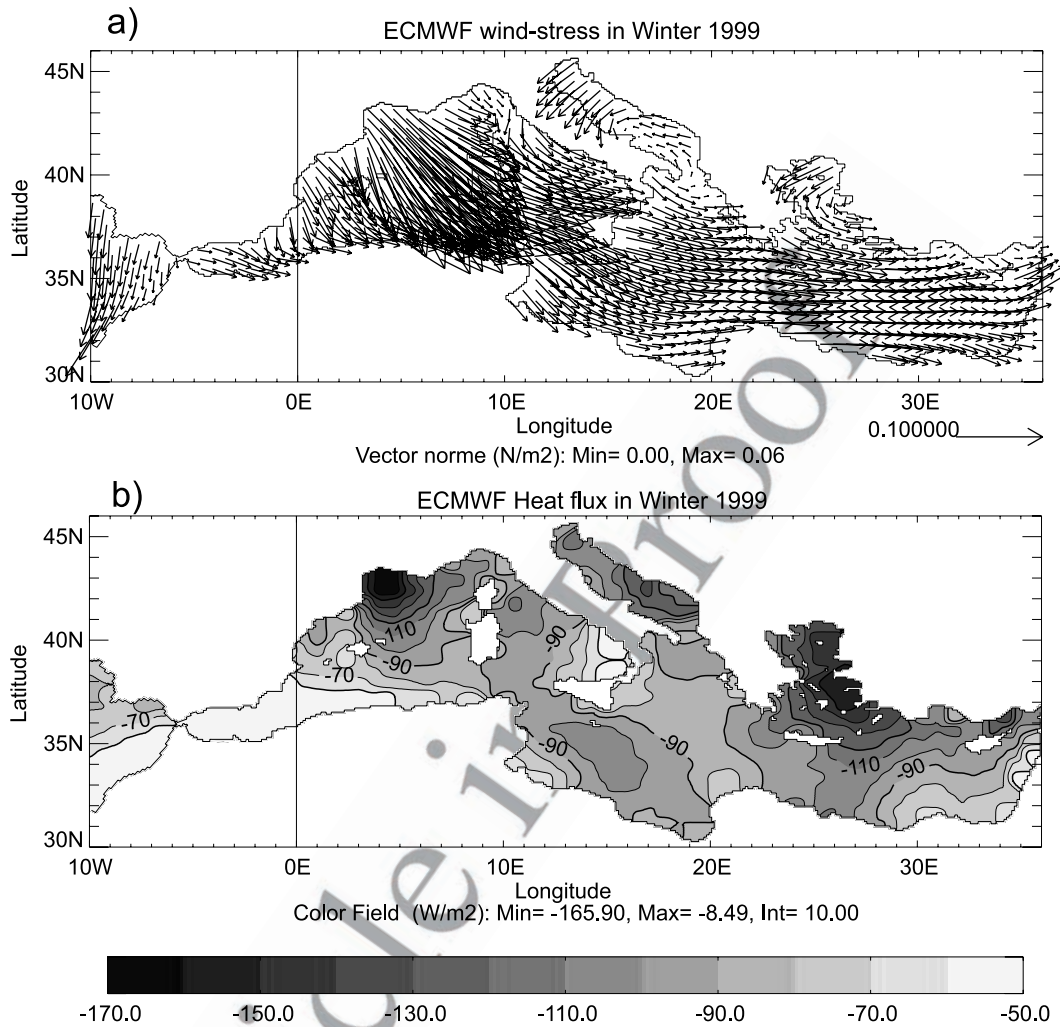 a)
ECMWF wind-stress in Winter 1999
45N
40N
35N
30N
Latitude
10W 0E 10E 20E 30E
Longitude
0.100000
Vector norme (N/m2): Min= 0.00, Max= 0.06
b)
ECMWF Heat flux in Winter 1999
45N
40N
35N
30N
Latitude
-110
-90
-90
-70
-70
-90
-90
-110
-90
10W 0E 10E 20E 30E
Longitude
Color Field (W/m2): Min= -165.90, Max= -8.49, Int= 10.00
-170.0 -150.0 -130.0 -110.0 -90.0 -70.0 -50.0
cle in Proof